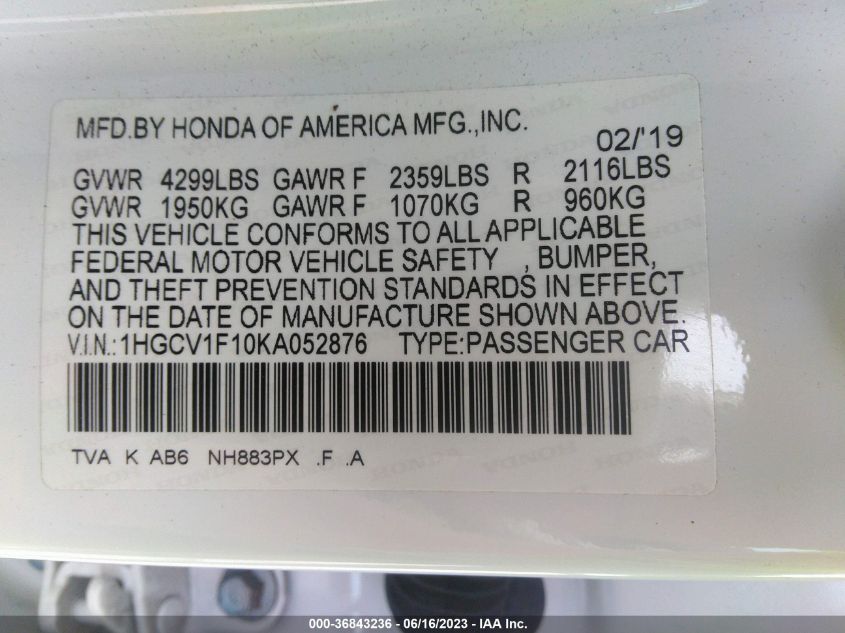 MFD.BY HONDA OF AMERICA MFG.,INC. 02/'19
GVWR 4299LBS GAWR F 2359LBS R 2116LBS
GVWR 1950KG GAWR F 1070KG R 960KG
THIS VEHICLE CONFORMS TO ALL APPLICABLE
FEDERAL MOTOR VEHICLE SAFETY , BUMPER,
AND THEFT PREVENTION STANDARDS IN EFFECT
ON THE DATE OF MANUFACTURE SHOWN ABOVE.
V.I.N.:1HGCV1F10KA052876 TYPE:PASSENGER CAR
TVA K AB6 NH883PX .F .A
000-36843236 - 06/16/2023 - IAA Inc.